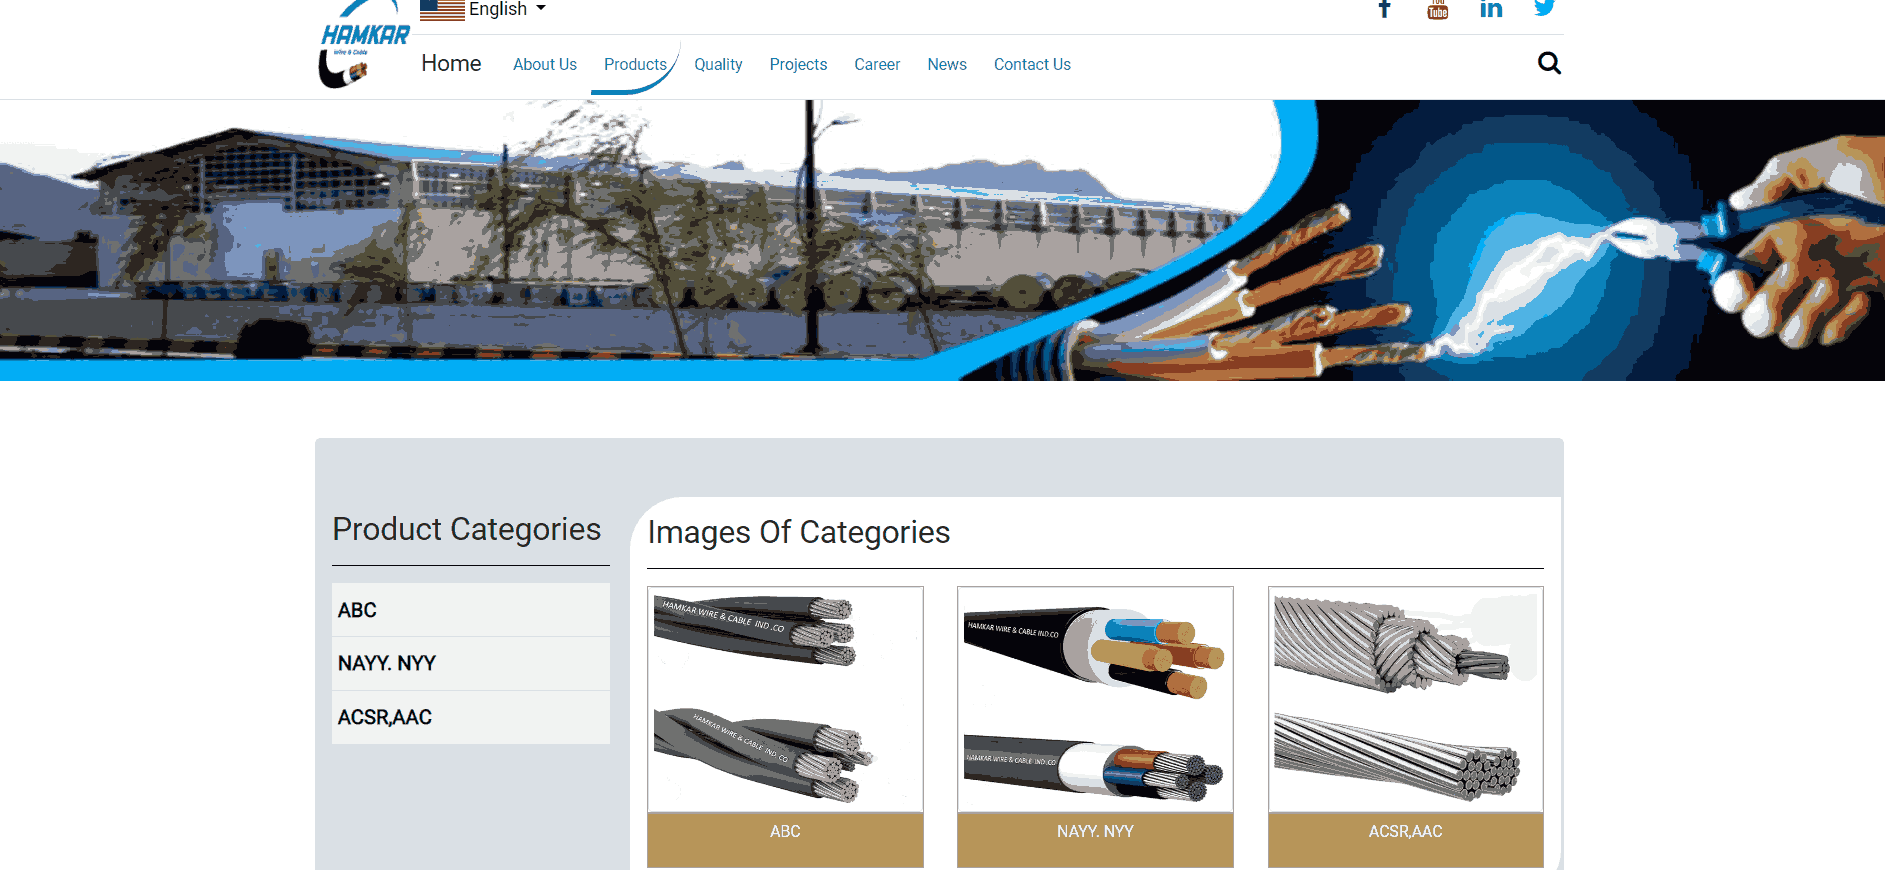 English
HAMKAR
Wire & Cable
Home About Us Products Quality Projects Career News Contact Us
You
Tube
Product Categories
ABC
NAYY. NYY
ACSR,AAC
Images Of Categories
HAMKAR WIRE & CABLE IND .CO
HAMKAR WIRE & CABLE IND. CO
HAMKAR WIRE & CABLE IND.CO
HAMKAR WIRE & CABLE IND .CO
ABC
NAYY. NYY
ACSR,AAC